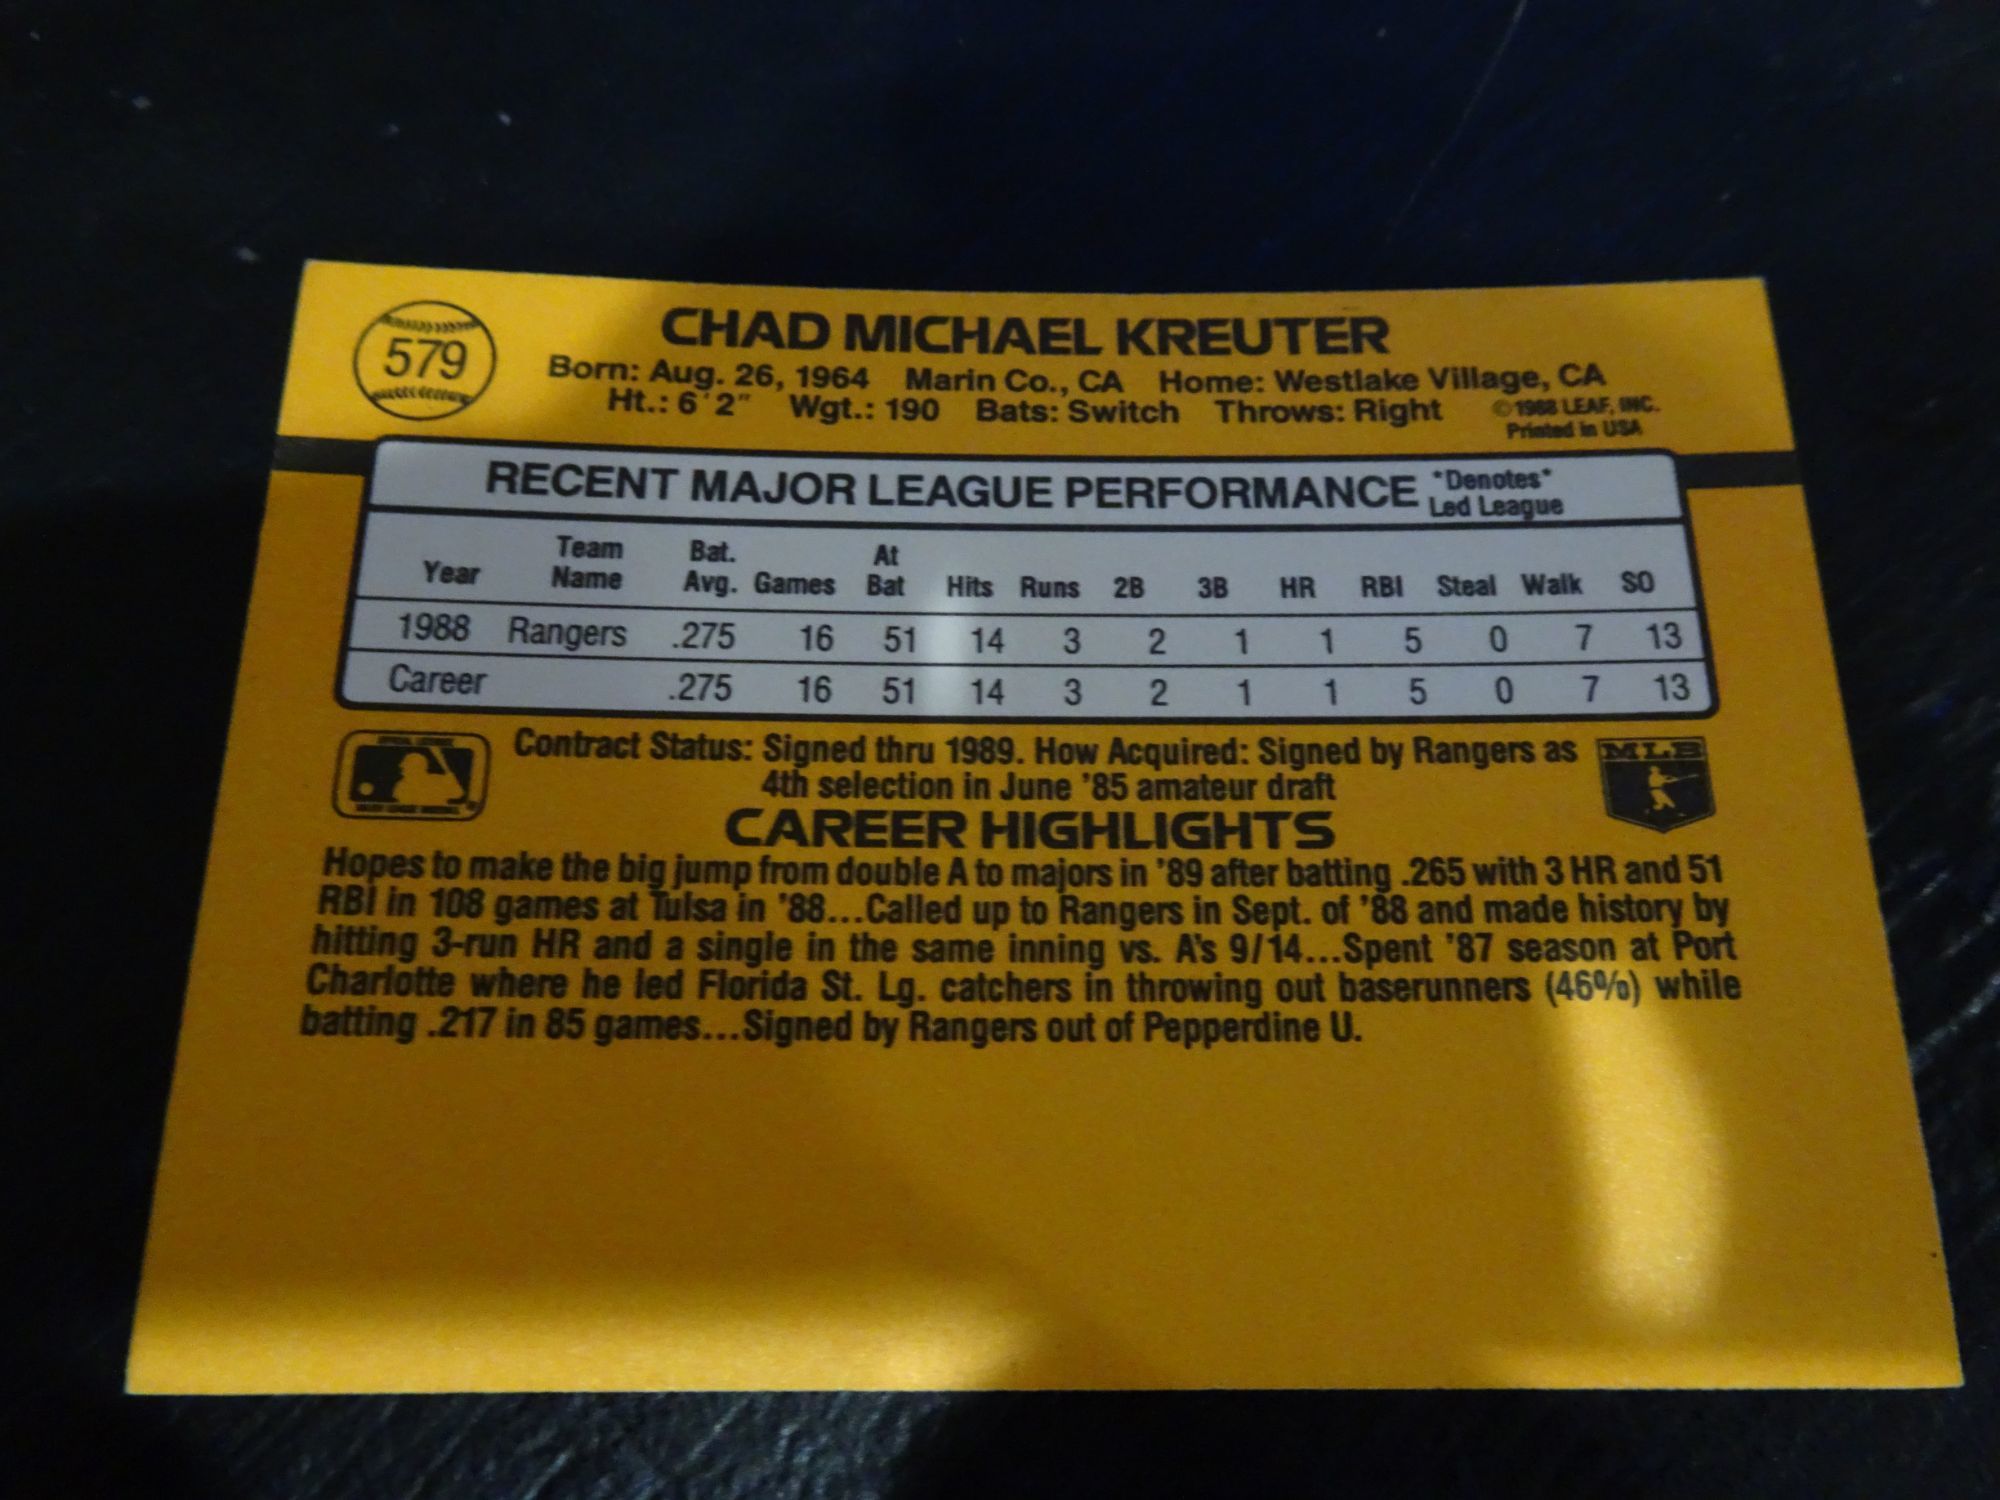 579
CHAD MICHAEL KREUTER
Born: Aug. 26, 1964 Marin Co., CA Home: Westlake Village, CA
Ht.: 6'2" Wgt.: 190 Bats: Switch Throws: Right
©1988 LEAF, INC.
Printed in USA
RECENT MAJOR LEAGUE PERFORMANCE *Denotes*
Led League
Year Team Name Bat. Avg. Games At Bat Hits Runs 2B 3B HR RBI Steal Walk SO
1988 Rangers .275 16 51 14 3 2 1 1 5 0 7 13
Career .275 16 51 14 3 2 1 1 5 0 7 13
Contract Status: Signed thru 1989. How Acquired: Signed by Rangers as
4th selection in June '85 amateur draft
MLB
CAREER HIGHLIGHTS
Hopes to make the big jump from double A to majors in '89 after batting .265 with 3 HR and 51
RBI in 108 games at Tulsa in '88...Called up to Rangers in Sept. of '88 and made history by
hitting 3-run HR and a single in the same inning vs. A's 9/14...Spent '87 season at Port
Charlotte where he led Florida St. Lg. catchers in throwing out baserunners (46%) while
batting .217 in 85 games...Signed by Rangers out of Pepperdine U.